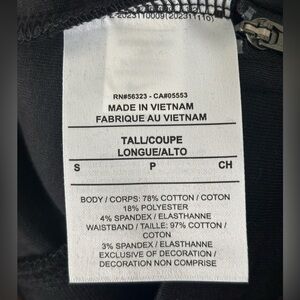 RN#56323 - CA#05553
MADE IN VIETNAM
FABRIQUE AU VIETNAM
TALL/COUPE
LONGUE/ALTO
S P CH
BODY / CORPS: 78% COTTON / COTON
18% POLYESTER
4% SPANDEX / ELASTHANNE
WAISTBAND / TAILLE: 97% COTTON /
COTON
3% SPANDEX / ELASTHANNE
EXCLUSIVE OF DECORATION /
DECORATION NON COMPRISE